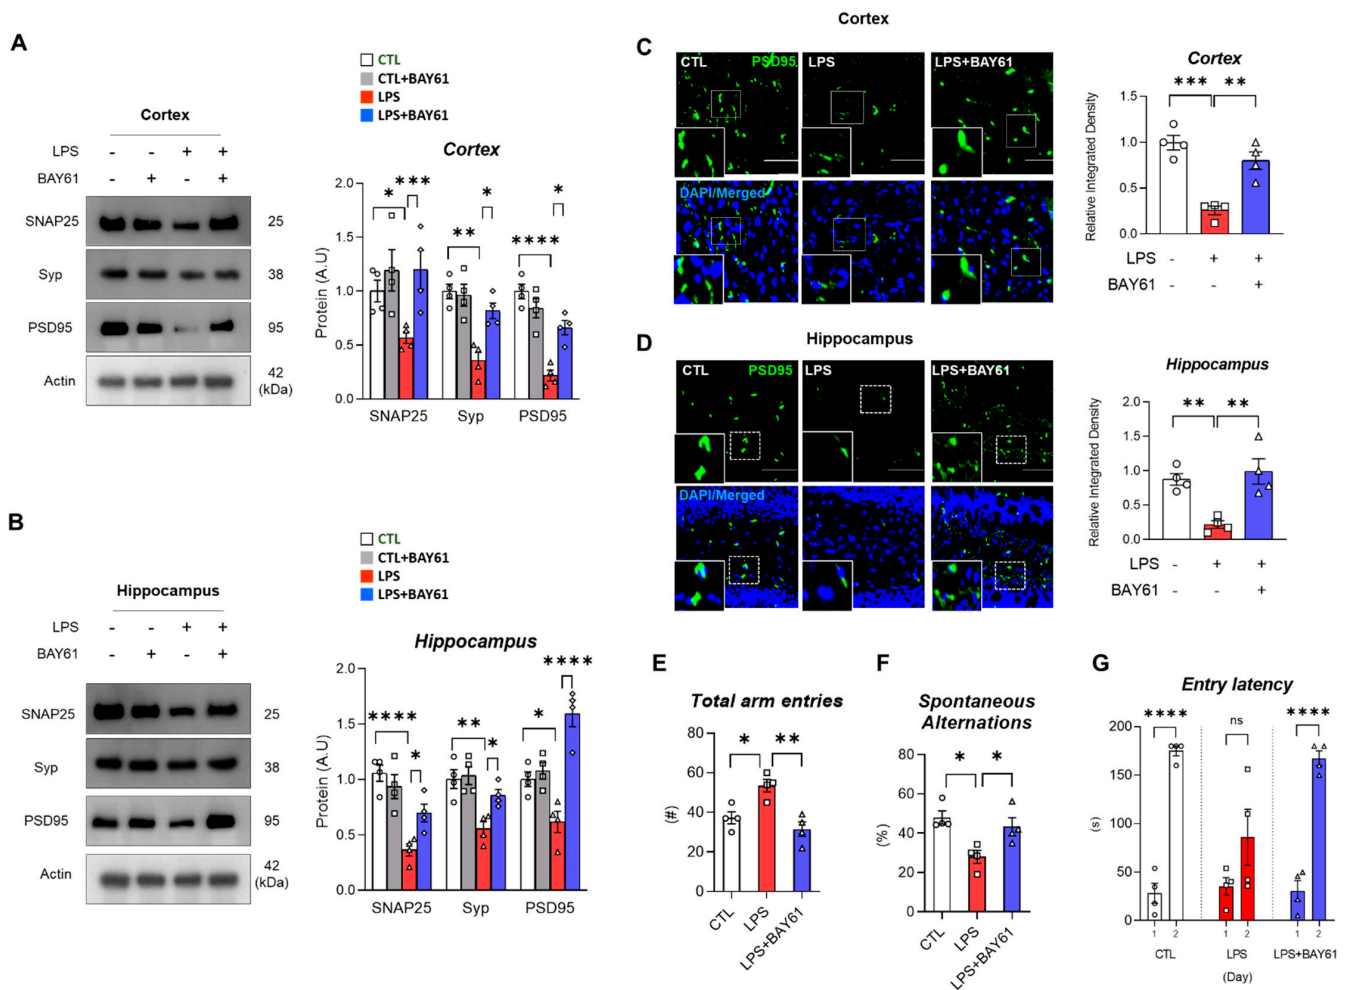 A
CTL
CTL+BAY61
LPS
LPS+BAY61
Cortex
LPS - - + +
BAY61 - + - +
SNAP25 25
Syp 38
PSD95 95
Actin 42
(kDa)
Cortex
Protein (A.U)
2.0
1.5
1.0
0.5
0.0
* *** ** * **** *
SNAP25 Syp PSD95
B
CTL
CTL+BAY61
LPS
LPS+BAY61
Hippocampus
LPS - - + +
BAY61 - + - +
SNAP25 25
Syp 38
PSD95 95
Actin 42
(kDa)
Hippocampus
Protein (A.U)
2.0
1.5
1.0
0.5
0.0
**** * ** * * ****
SNAP25 Syp PSD95
Cortex
C
CTL PSD95 LPS LPS+BAY61
DAPI/Merged
Cortex
*** **
Relative Integrated Density
1.5
1.0
0.5
0.0
LPS - + +
BAY61 - - +
Hippocampus
D
CTL PSD95 LPS LPS+BAY61
DAPI/Merged
Hippocampus
** **
Relative Integrated Density
2.0
1.5
1.0
0.5
0.0
LPS - + +
BAY61 - - +
E
Total arm entries
* **
(#)
80
60
40
20
0
CTL LPS LPS+BAY61
F
Spontaneous
Alternations
* *
(%)
80
60
40
20
0
CTL LPS LPS+BAY61
G
Entry latency
**** ns ****
(s)
200
150
100
50
0
1 2 1 2 1 2
CTL LPS LPS+BAY61
(Day)